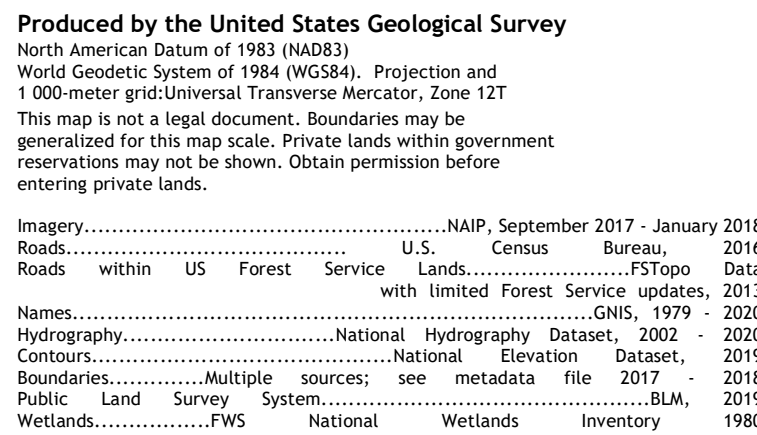 Produced by the United States Geological Survey
North American Datum of 1983 (NAD83)
World Geodetic System of 1984 (WGS84). Projection and
1 000-meter grid:Universal Transverse Mercator, Zone 12T
This map is not a legal document. Boundaries may be
generalized for this map scale. Private lands within government
reservations may not be shown. Obtain permission before
entering private lands.
Imagery.....................................................NAIP, September 2017 - January 2018
Roads......................................... U.S. Census Bureau, 2016
Roads within US Forest Service Lands........................FSTopo Data
with limited Forest Service updates, 2013
Names............................................................................GNIS, 1979 - 2020
Hydrography...............................National Hydrography Dataset, 2002 - 2020
Contours............................................National Elevation Dataset, 2019
Boundaries..............Multiple sources; see metadata file 2017 - 2018
Public Land Survey System...............................................BLM, 2019
Wetlands.................FWS National Wetlands Inventory 1980